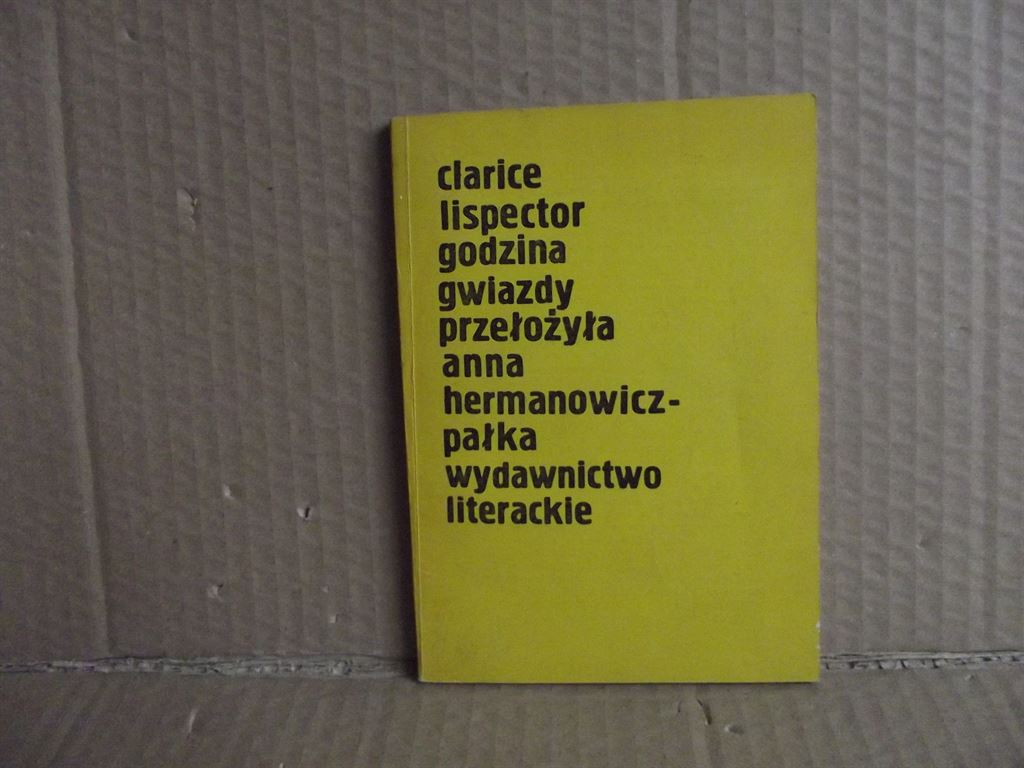 clarice
lispector
godzina
gwiazdy
przełożyła
anna
hermanowicz-
pałka
wydawnictwo
literackie